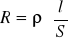 R = ρ l/S